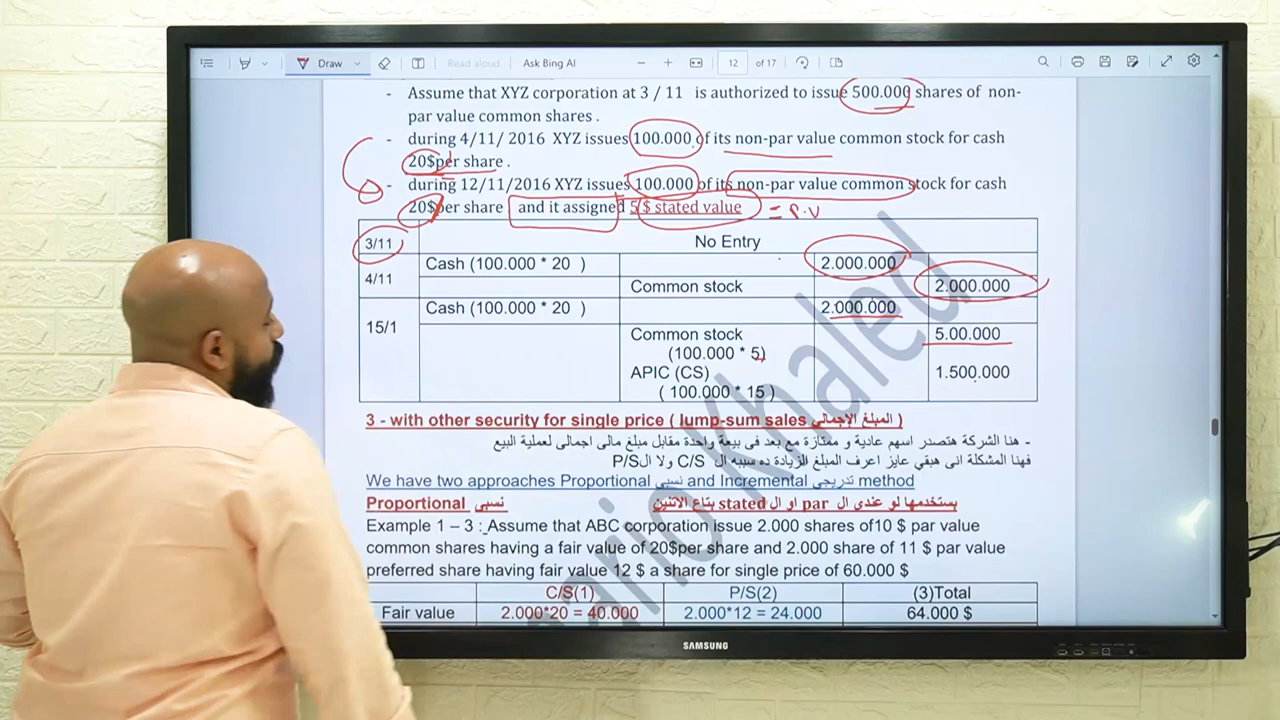 Draw
Read aloud
Ask Bing AI
12
of 17
- Assume that XYZ corporation at 3 / 11 is authorized to issue 500.000 shares of non-
par value common shares .
- during 4/11/ 2016 XYZ issues 100.000 of its non-par value common stock for cash
20$per share .
- during 12/11/2016 XYZ issues 100.000 of its non-par value common stock for cash
20$per share and it assigned 5 $ stated value = P.V
3/11 No Entry
4/11 Cash (100.000 * 20 ) 2.000.000
Common stock 2.000.000
15/1 Cash (100.000 * 20 ) 2.000.000
Common stock 5.00.000
(100.000 * 5)
APIC (CS) 1.500.000
( 100.000 * 15 )
3 - with other security for single price ( lump-sum sales المبلغ الإجمالي )
- هنا الشركة هتصدر اسهم عادية و ممتازة مع بعد فى بيعة واحدة مقابل مبلغ مالى اجمالى لعملية البيع
فهنا المشكلة انى هبقي عايز اعرف المبلغ الزيادة ده سببه ال C/S ولا الP/S
We have two approaches Proportional نسبي and Incremental تدريجي method
Proportional نسبي يستخدمها لو عندي ال par او ال stated بتاع الاتنين
Example 1 – 3 : Assume that ABC corporation issue 2.000 shares of10 $ par value
common shares having a fair value of 20$per share and 2.000 share of 11 $ par value
preferred share having fair value 12 $ a share for single price of 60.000 $
C/S(1) P/S(2) (3)Total
Fair value 2.000*20 = 40.000 2.000*12 = 24.000 64.000 $
ario Khaled
SAMSUNG